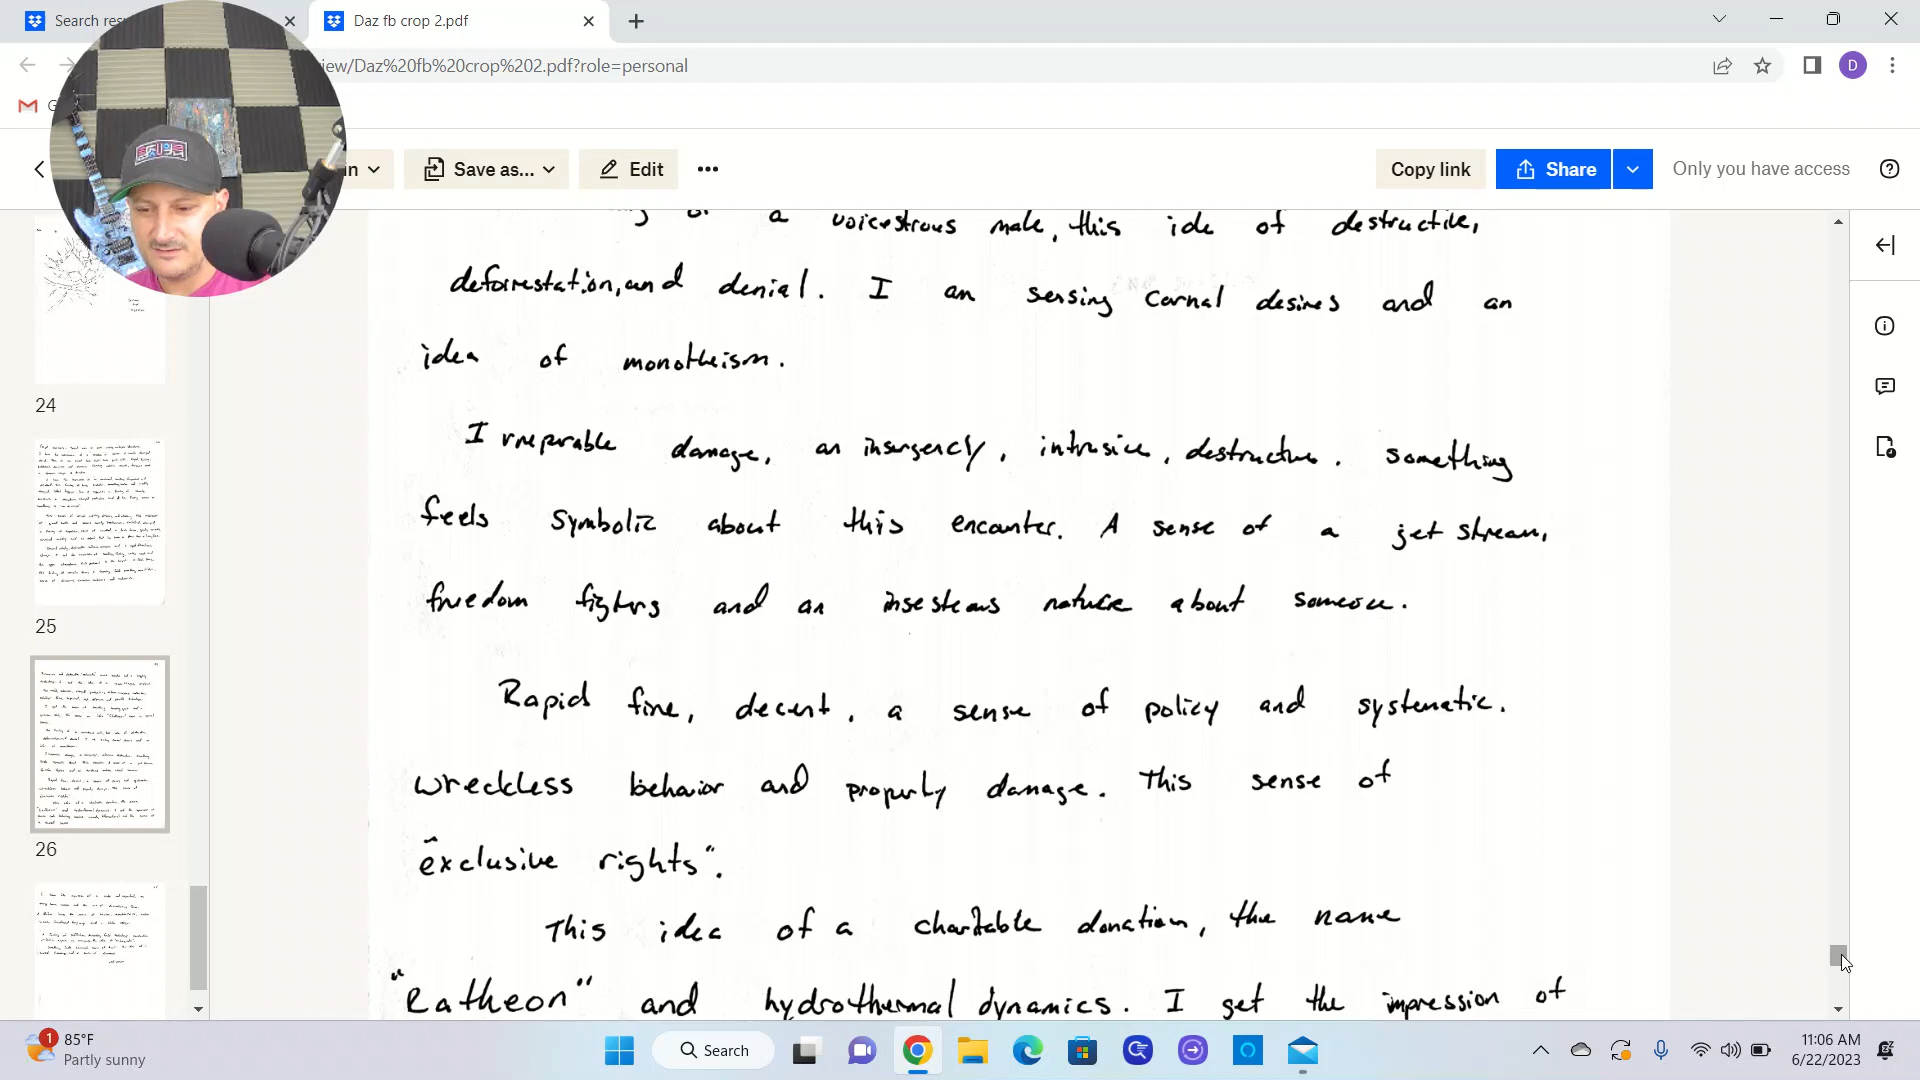 Search res
Daz fb crop 2.pdf
iew/Daz%20fb%20crop%202.pdf?role=personal
D
G
n
Save as...
Edit
Copy link
Share
Only you have access
a voicestrous male, this ide of destructile,
deforrestation, and denial. I an sensing carnal desires and an
idea of monotheism.
I rreperable damage, an insurgency, intrusive, destructive. something
feels symbolic about this encounter. A sense of a jet stream,
freedom fighters and an insesteous nature about someone.
Rapid fire, decent, a sense of policy and systematic.
wreckless behavior and property damage. This sense of
"exclusive rights".
This idea of a charitable donation, the name
"Ratheon" and hydrothermal dynamics. I get the impression of
24
25
26
1
85°F
Partly sunny
Search
11:06 AM
6/22/2023